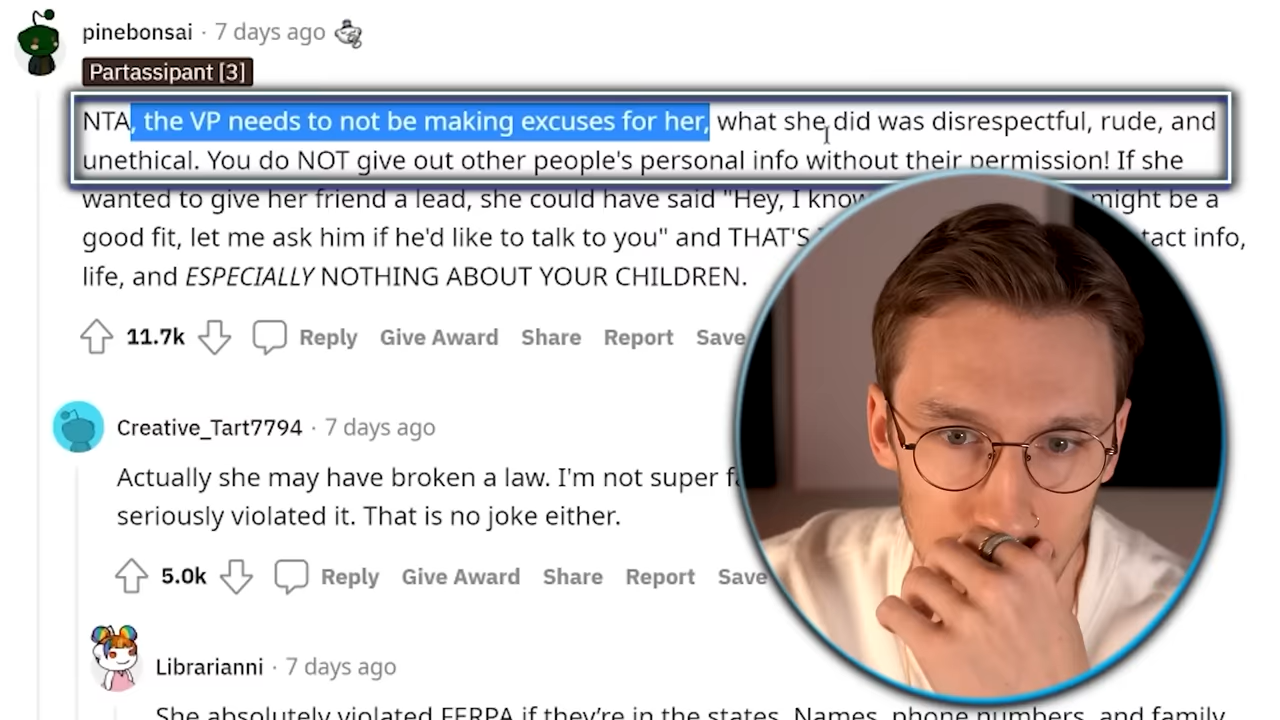 pinebonsai · 7 days ago
Partassipant [3]
NTA, the VP needs to not be making excuses for her, what she did was disrespectful, rude, and
unethical. You do NOT give out other people's personal info without their permission! If she
wanted to give her friend a lead, she could have said "Hey, I know might be a
good fit, let me ask him if he'd like to talk to you" and THAT'S info,
life, and ESPECIALLY NOTHING ABOUT YOUR CHILDREN.
11.7k Reply Give Award Share Report Save
Creative_Tart7794 · 7 days ago
Actually she may have broken a law. I'm not super
seriously violated it. That is no joke either.
5.0k Reply Give Award Share Report Save
Librarianni · 7 days ago
She absolutely violated FERPA if they're in the states. Names, phone numbers, and family